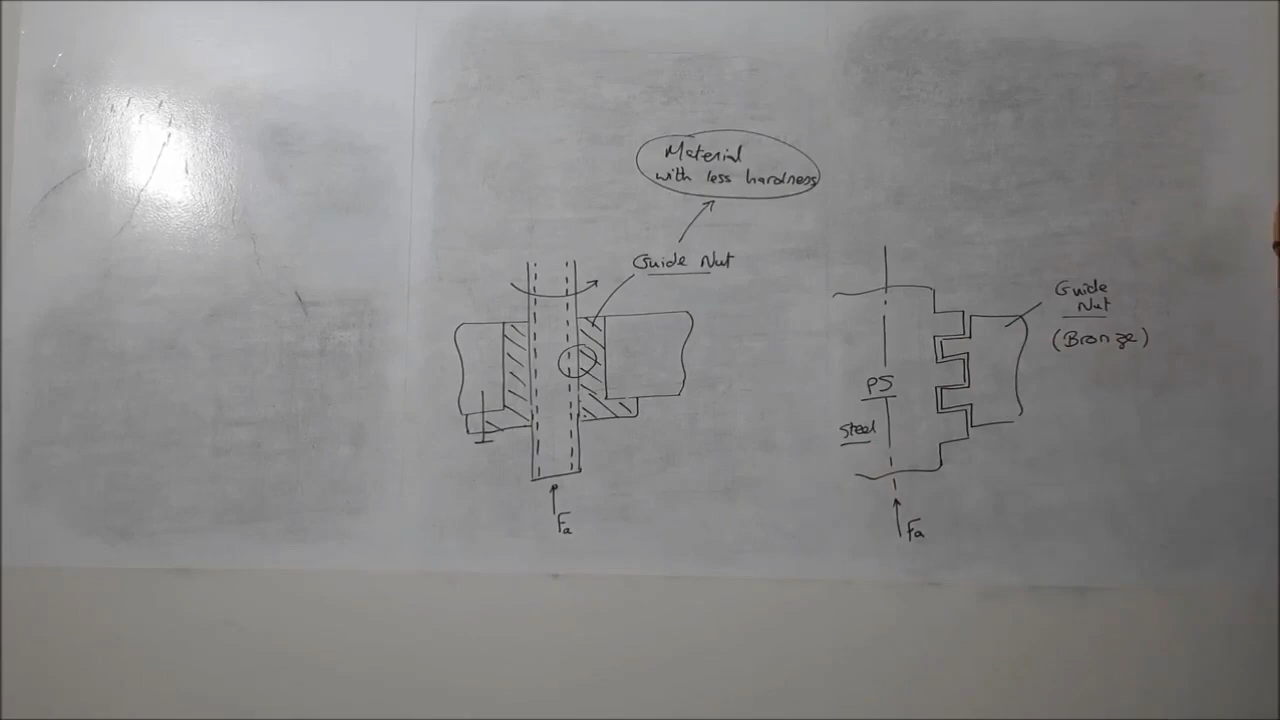 Material
with less hardness
Guide Nut
Fa
Guide
Nut
(Bronze)
PS
Steel
Fa